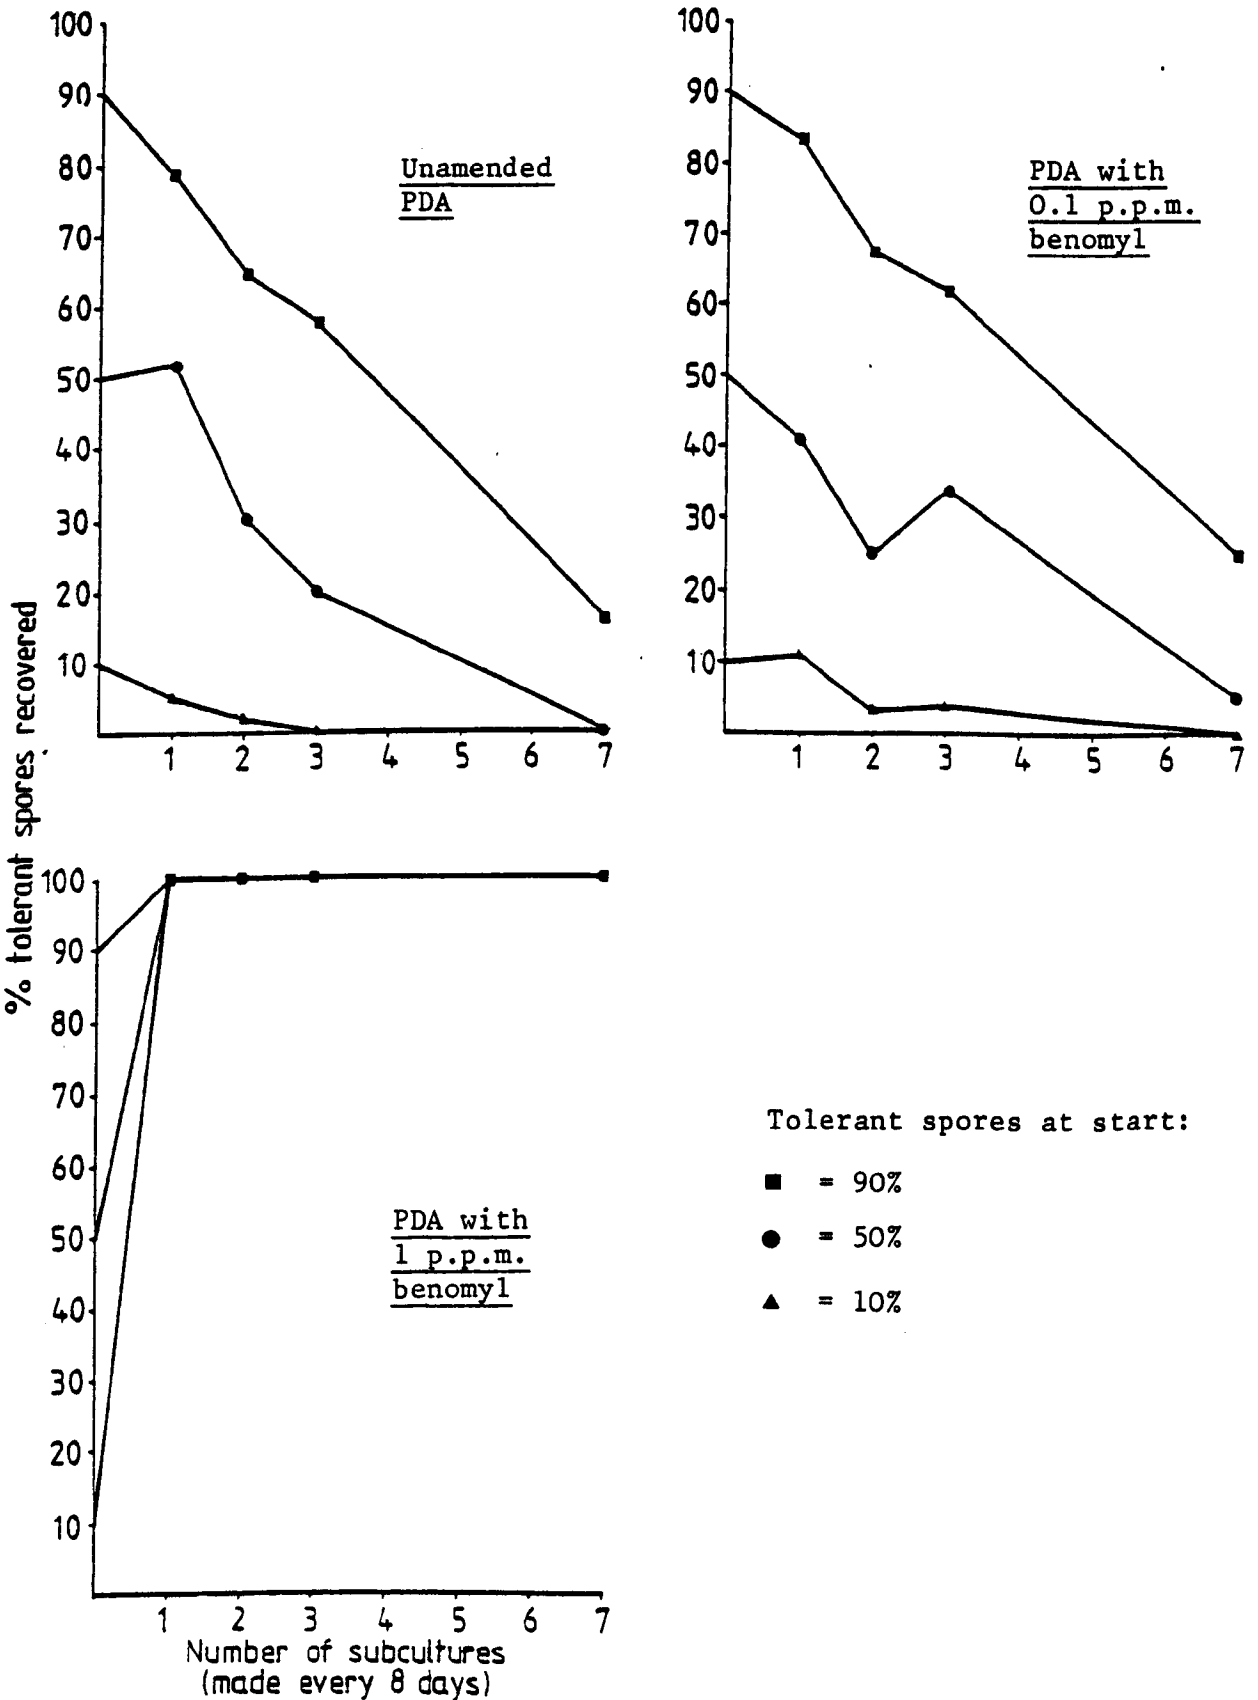 100
90
80
70
60
50
40
30
20
10
1 2 3 4 5 6 7
Unamended
PDA
100
90
80
70
60
50
40
30
20
10
1 2 3 4 5 6 7
PDA with
0.1 p.p.m.
benomyl
% tolerant spores recovered
100
90
80
70
60
50
40
30
20
10
1 2 3 4 5 6 7
PDA with
1 p.p.m.
benomyl
Number of subcultures
(made every 8 days)
Tolerant spores at start:
= 90%
= 50%
= 10%